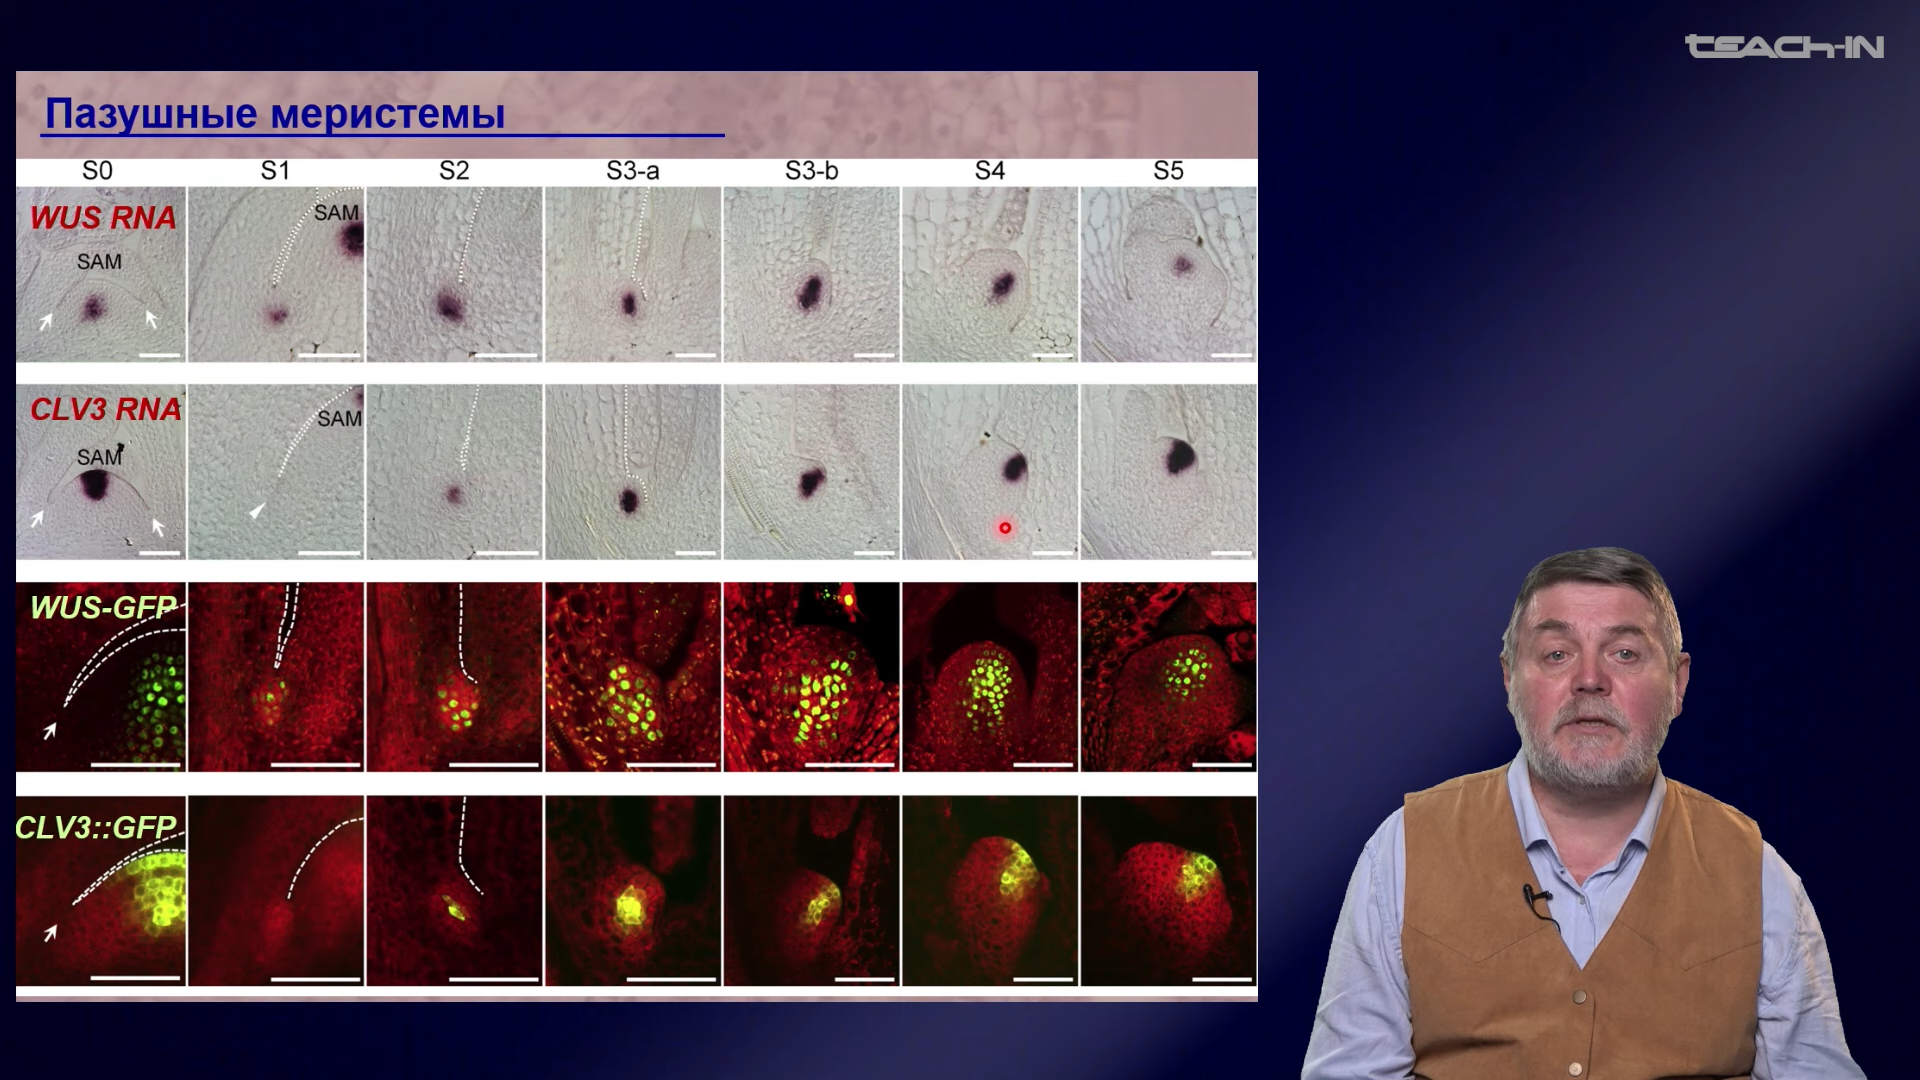 TEACH-IN
Пазушные меристемы
S0 S1 S2 S3-a S3-b S4 S5
WUS RNA
SAM
SAM
CLV3 RNA
SAM
SAM
WUS-GFP
CLV3::GFP